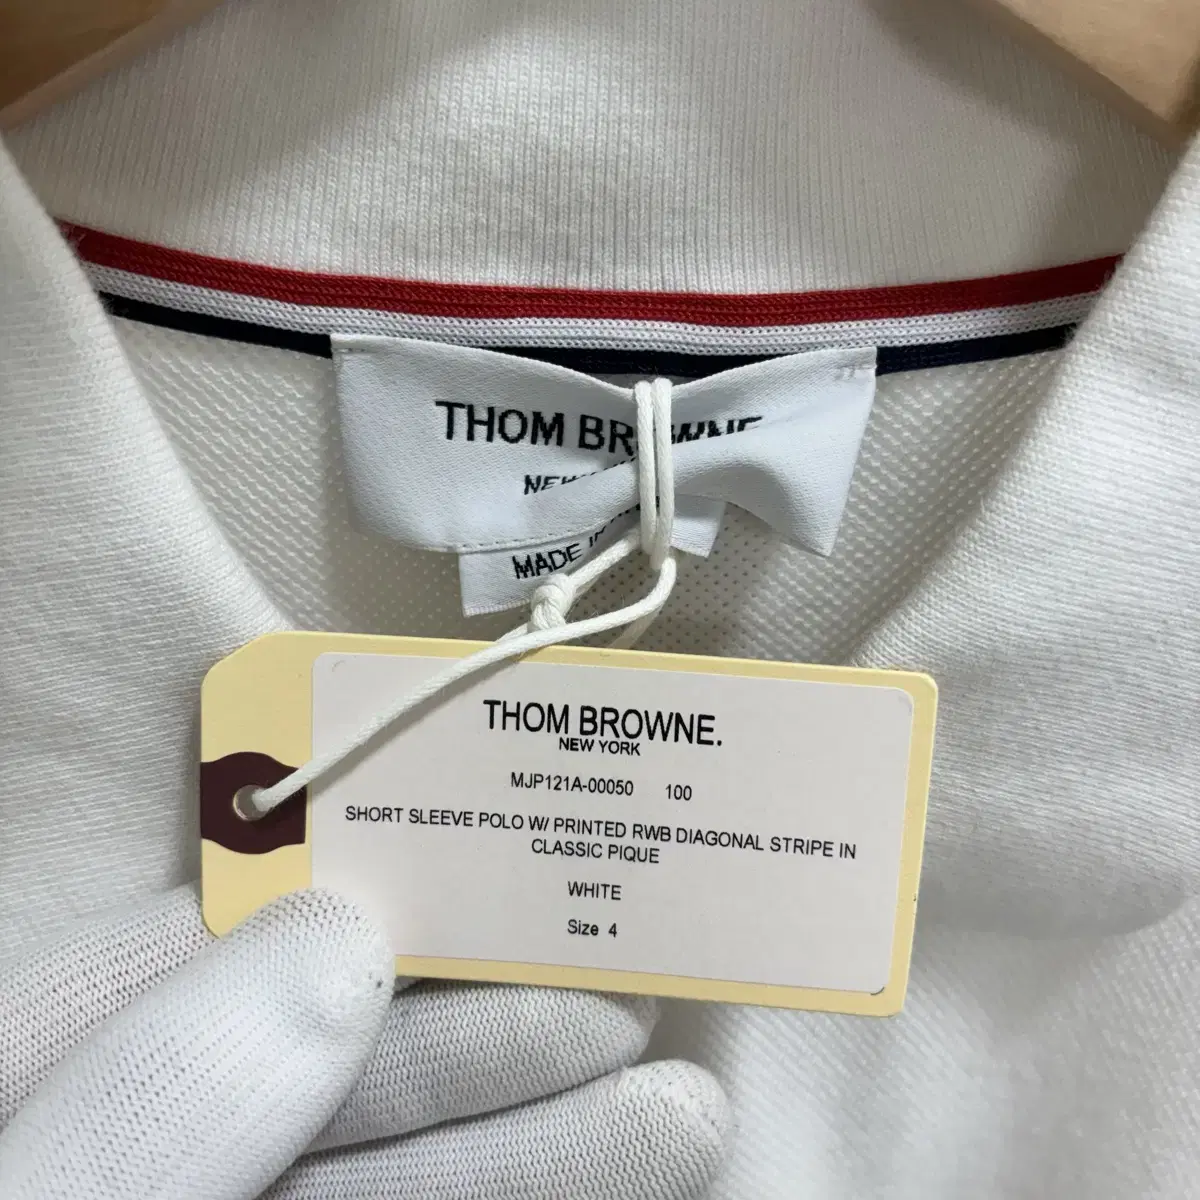 THOM
MADE
THOM BROWNE.
NEW YORK
MJP121A-00050 100
SHORT SLEEVE POLO W/ PRINTED RWB DIAGONAL STRIPE IN
CLASSIC PIQUE
WHITE
Size 4